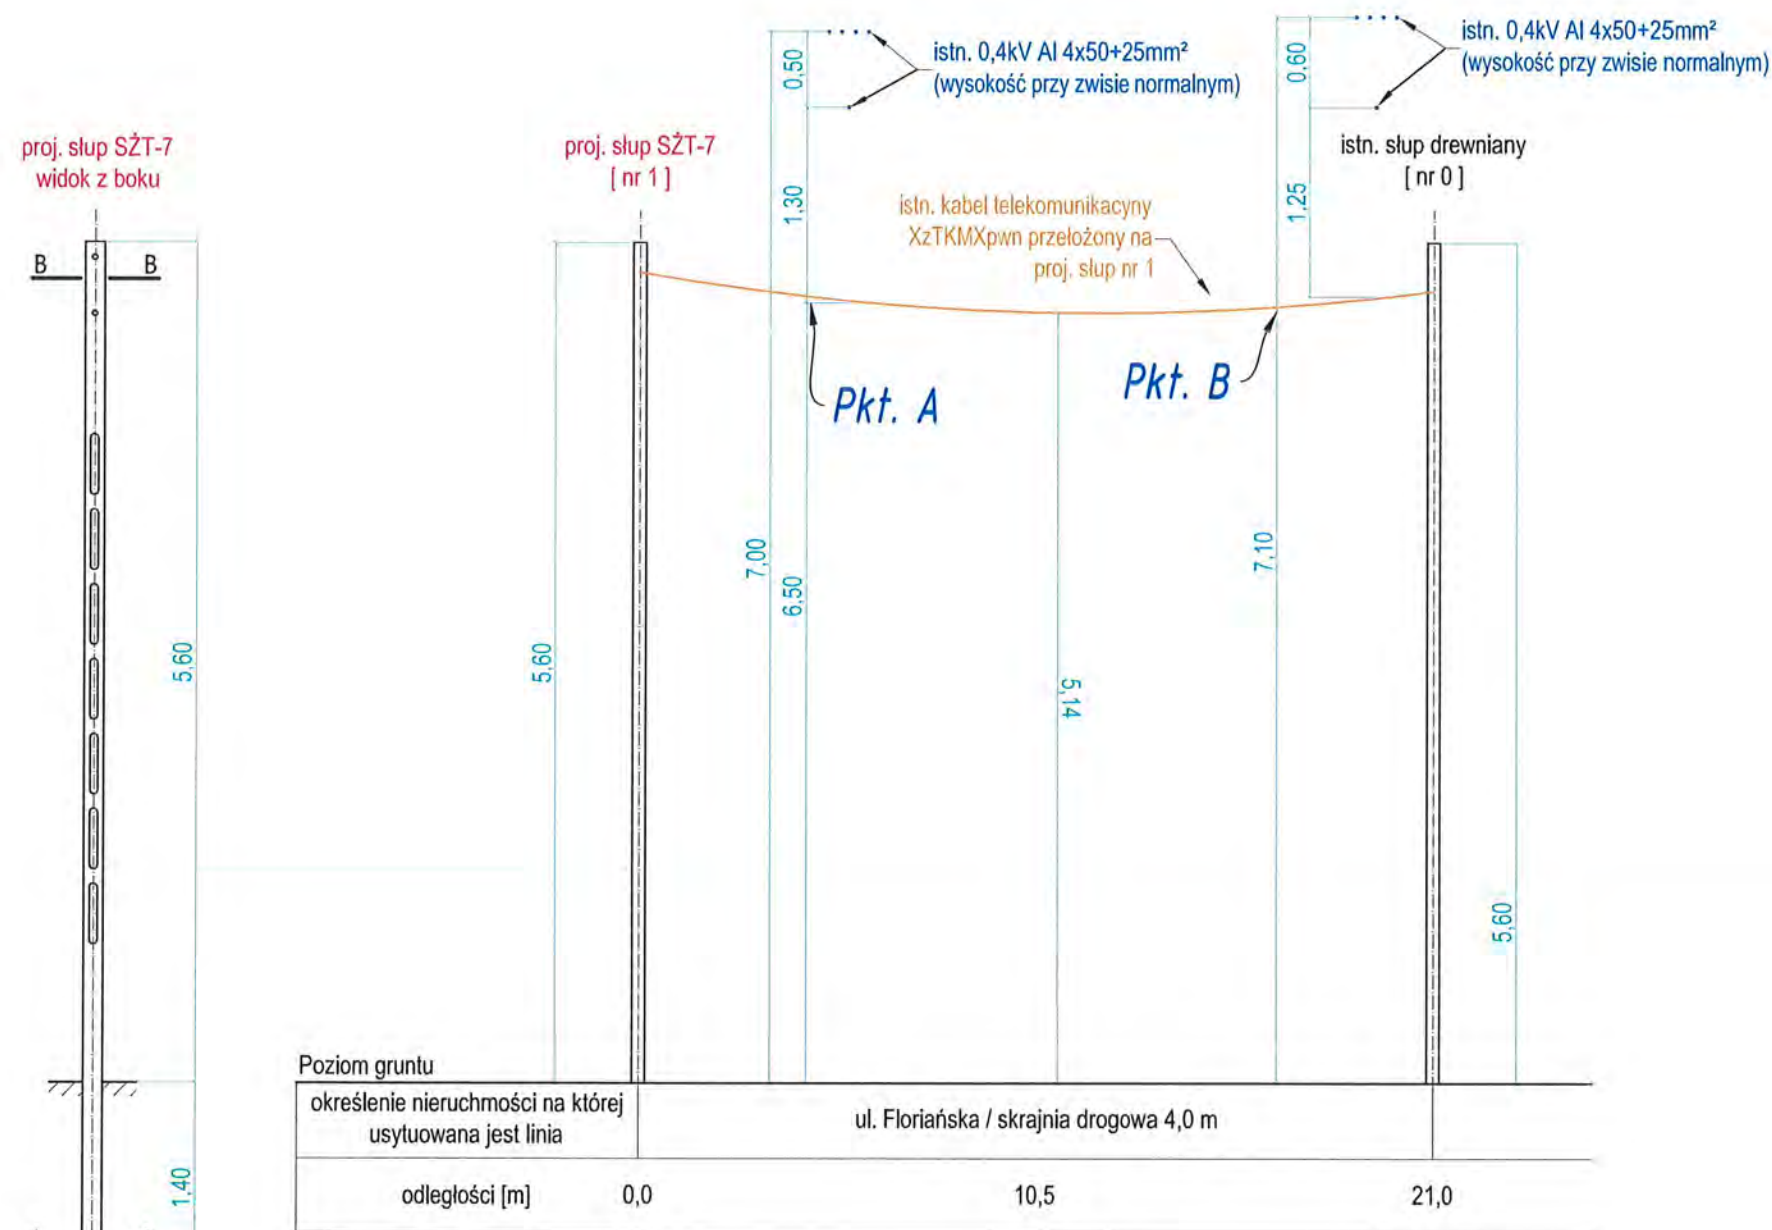 istn. 0,4kV Al 4x50+25mm²
(wysokość przy zwisie normalnym)
istn. 0,4kV Al 4x50+25mm²
(wysokość przy zwisie normalnym)
0,50
0,60
proj. słup SŻT-7
widok z boku
proj. słup SŻT-7
[ nr 1 ]
istn. słup drewniany
[ nr 0 ]
1,30
1,25
istn. kabel telekomunikacyny
XzTKMXpwn przełożony na
proj. słup nr 1
B B
Pkt. A
Pkt. B
7,00
6,50
7,10
5,60
5,60
5,14
5,60
Poziom gruntu
określenie nieruchmości na której
usytuowana jest linia
ul. Floriańska / skrajnia drogowa 4,0 m
1,40
odległości [m] 0,0 10,5 21,0